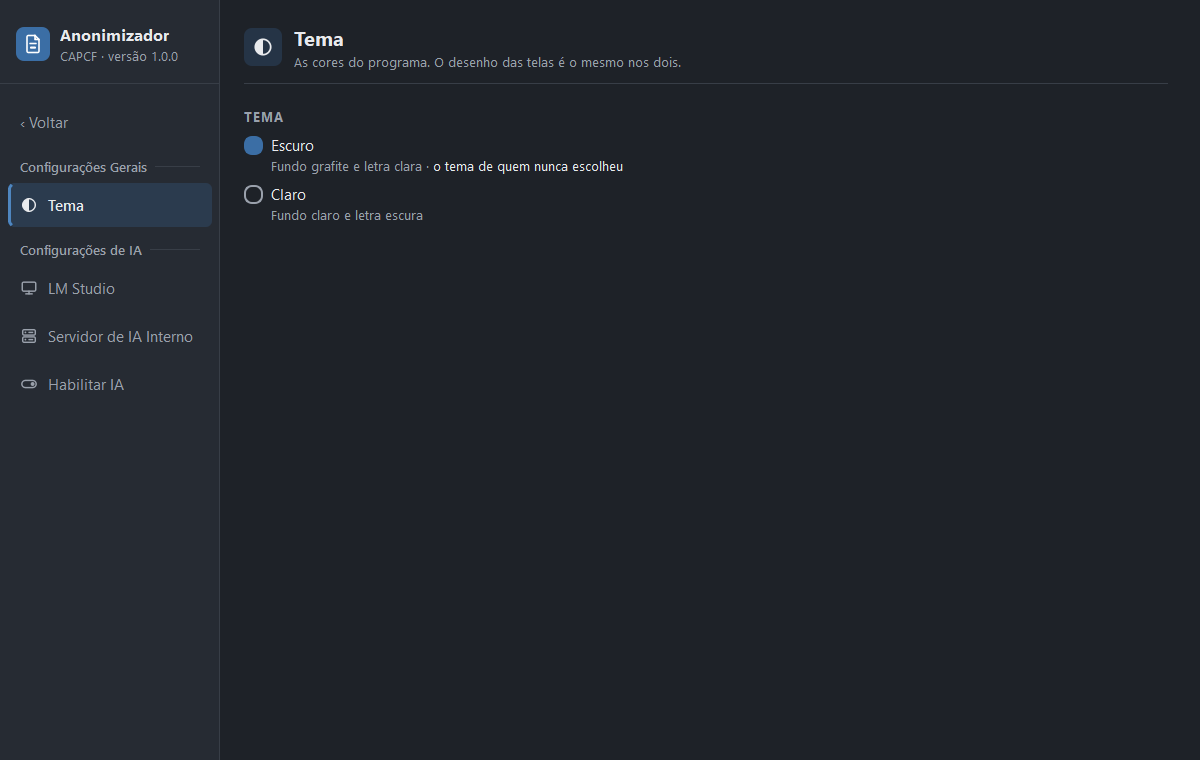 Anonimizador
CAPCF · versão 1.0.0
‹ Voltar
Configurações Gerais
Tema
Configurações de IA
LM Studio
Servidor de IA Interno
Habilitar IA
Tema
As cores do programa. O desenho das telas é o mesmo nos dois.
TEMA
Escuro
Fundo grafite e letra clara · o tema de quem nunca escolheu
Claro
Fundo claro e letra escura